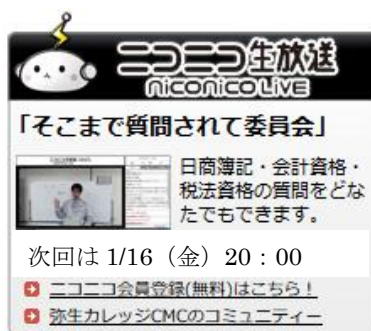 ニコニコ生放送
niconico LIVE
「そこまで質問されて委員会」
日商簿記・会計資格・
税法資格の質問をどな
たでもできます。
次回は 1/16（金）20：00
ニコニコ会員登録(無料)はこちら！
弥生カレッジCMCのコミュニティー